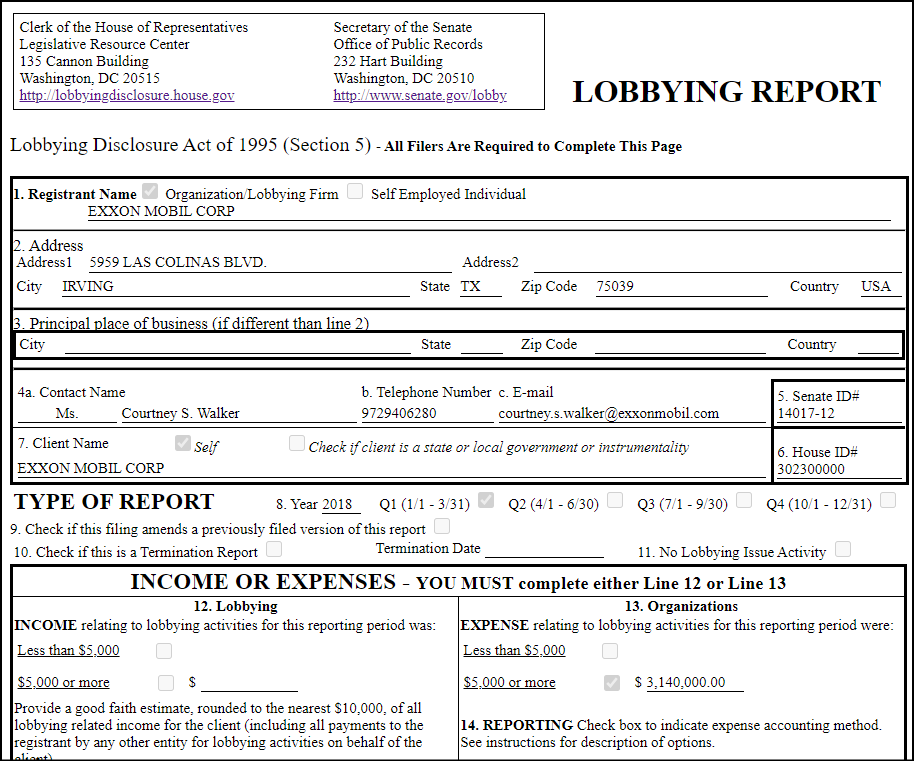 Clerk of the House of Representatives
Legislative Resource Center
135 Cannon Building
Washington, DC 20515
http://lobbyingdisclosure.house.gov
Secretary of the Senate
Office of Public Records
232 Hart Building
Washington, DC 20510
http://www.senate.gov/lobby
LOBBYING REPORT
Lobbying Disclosure Act of 1995 (Section 5) - All Filers Are Required to Complete This Page
1. Registrant Name Organization/Lobbying Firm Self Employed Individual
EXXON MOBIL CORP
2. Address
Address1 5959 LAS COLINAS BLVD. Address2
City IRVING State TX Zip Code 75039 Country USA
3. Principal place of business (if different than line 2)
City State Zip Code Country
4a. Contact Name b. Telephone Number c. E-mail
Ms. Courtney S. Walker 9729406280 courtney.s.walker@exxonmobil.com
5. Senate ID#
14017-12
7. Client Name Self Check if client is a state or local government or instrumentality
EXXON MOBIL CORP
6. House ID#
302300000
TYPE OF REPORT 8. Year 2018 Q1 (1/1 - 3/31) Q2 (4/1 - 6/30) Q3 (7/1 - 9/30) Q4 (10/1 - 12/31)
9. Check if this filing amends a previously filed version of this report
10. Check if this is a Termination Report Termination Date 11. No Lobbying Issue Activity
INCOME OR EXPENSES - YOU MUST complete either Line 12 or Line 13
12. Lobbying
INCOME relating to lobbying activities for this reporting period was:
Less than $5,000
$5,000 or more $
Provide a good faith estimate, rounded to the nearest $10,000, of all
lobbying related income for the client (including all payments to the
registrant by any other entity for lobbying activities on behalf of the
client)
13. Organizations
EXPENSE relating to lobbying activities for this reporting period were:
Less than $5,000
$5,000 or more $ 3,140,000.00
14. REPORTING Check box to indicate expense accounting method.
See instructions for description of options.